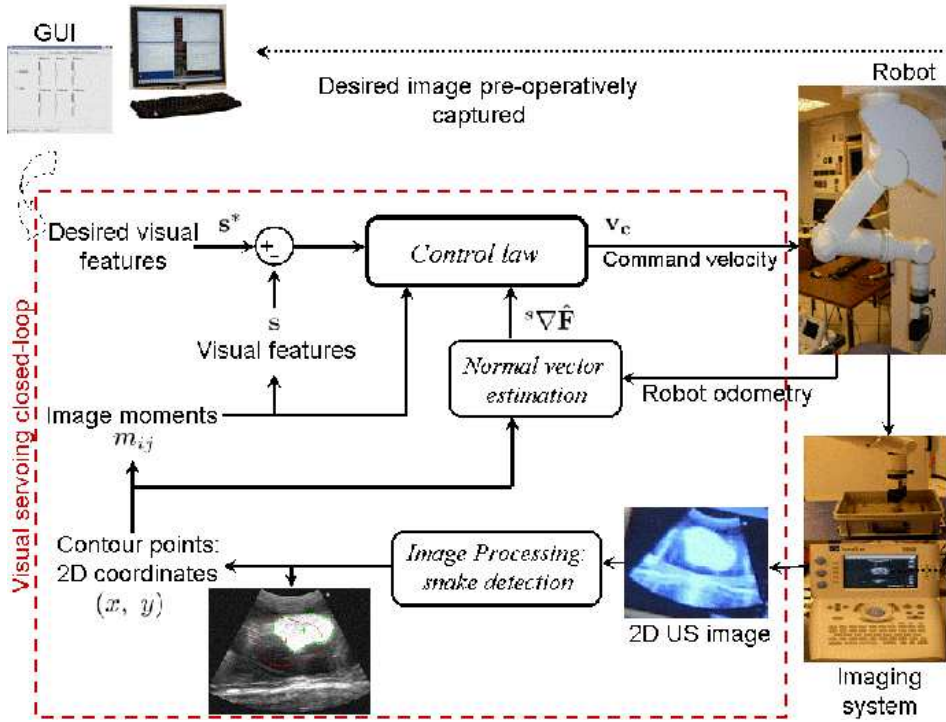 GUI
Desired image pre-operatively
captured
Robot
Desired visual
features
s*
+
−
Control law
v_c
Command velocity
s
Visual features
ˢ∇F̂
Normal vector
estimation
Robot odometry
Image moments
m_ij
Visual servoing closed-loop
Contour points:
2D coordinates
(x, y)
Image Processing:
snake detection
2D US image
Imaging
system